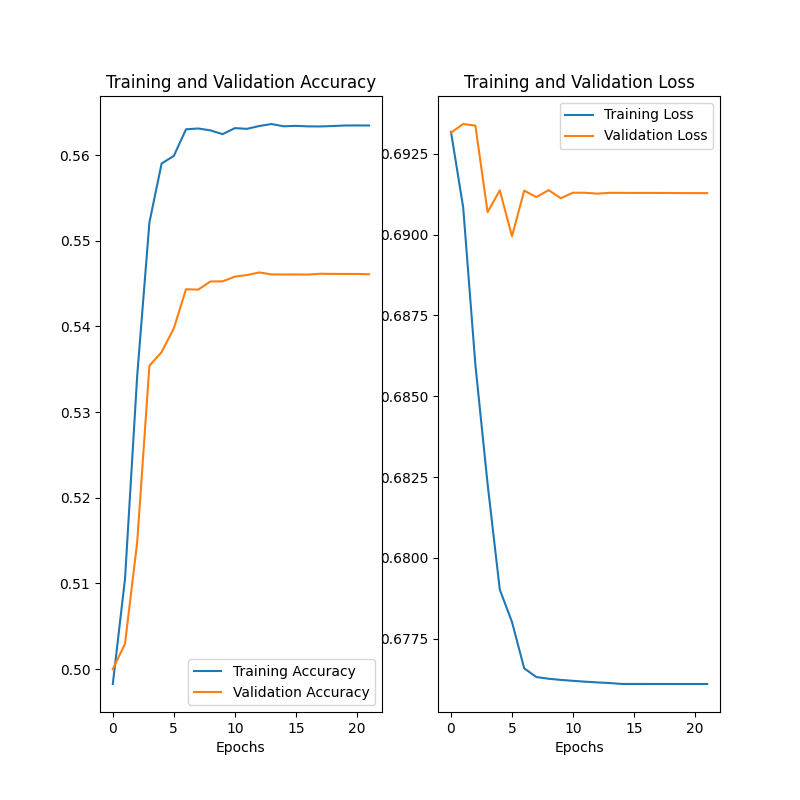 Training and Validation Accuracy
0.56
0.55
0.54
0.53
0.52
0.51
0.50
Training Accuracy
Validation Accuracy
0 5 10 15 20
Epochs
Training and Validation Loss
Training Loss
Validation Loss
0.6925
0.6900
0.6875
0.6850
0.6825
0.6800
0.6775
0 5 10 15 20
Epochs